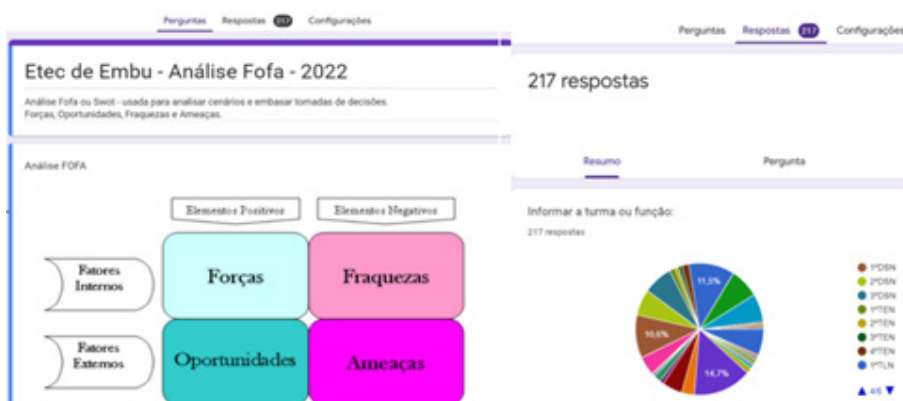 Perguntas Respostas 217 Configurações
Etec de Embu - Análise Fofa - 2022
Análise Fofa ou Swot - usada para analisar cenários e embasar tomadas de decisões.
Forças, Oportunidades, Fraquezas e Ameaças.
Análise FOFA
Elementos Positivos Elementos Negativos
Fatores
Internos
Forças
Fraquezas
Fatores
Externos
Oportunidades
Ameaças
Perguntas Respostas 217 Configurações
217 respostas
Resumo Pergunta
Informar a turma ou função:
217 respostas
11,5%
10,6%
14,7%
1ºDSN
2ºDSN
3ºDSN
1ºTEN
2ºTEN
3ºTEN
4ºTEN
1ºTLN
4/6